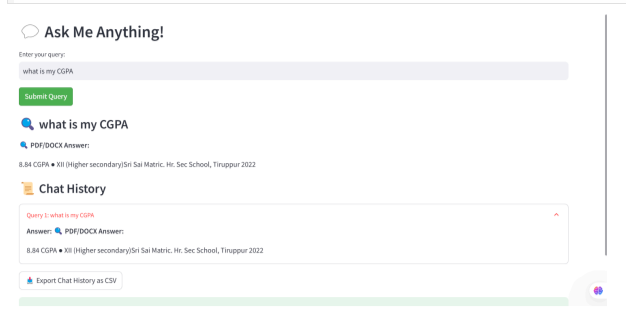 Ask Me Anything!
Enter your query:
what is my CGPA
Submit Query
what is my CGPA
PDF/DOCX Answer:
8.84 CGPA ● XII (Higher secondary)Sri Sai Matric. Hr. Sec School, Tiruppur 2022
Chat History
Query 1: what is my CGPA
Answer: PDF/DOCX Answer:
8.84 CGPA ● XII (Higher secondary)Sri Sai Matric. Hr. Sec School, Tiruppur 2022
Export Chat History as CSV